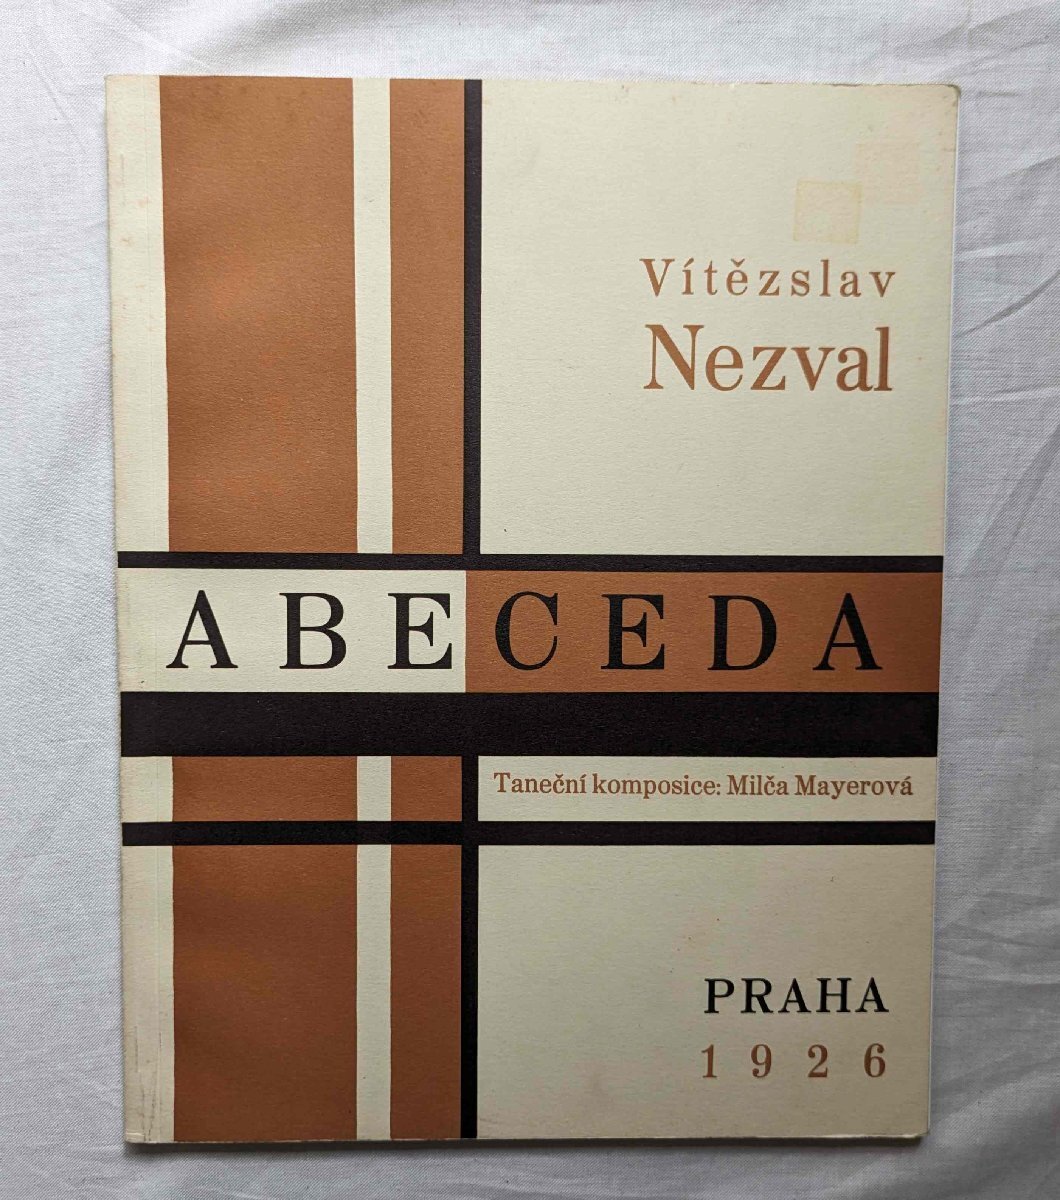 Vítězslav
Nezval
ABECEDA
Taneční komposice: Milča Mayerová
PRAHA
1926